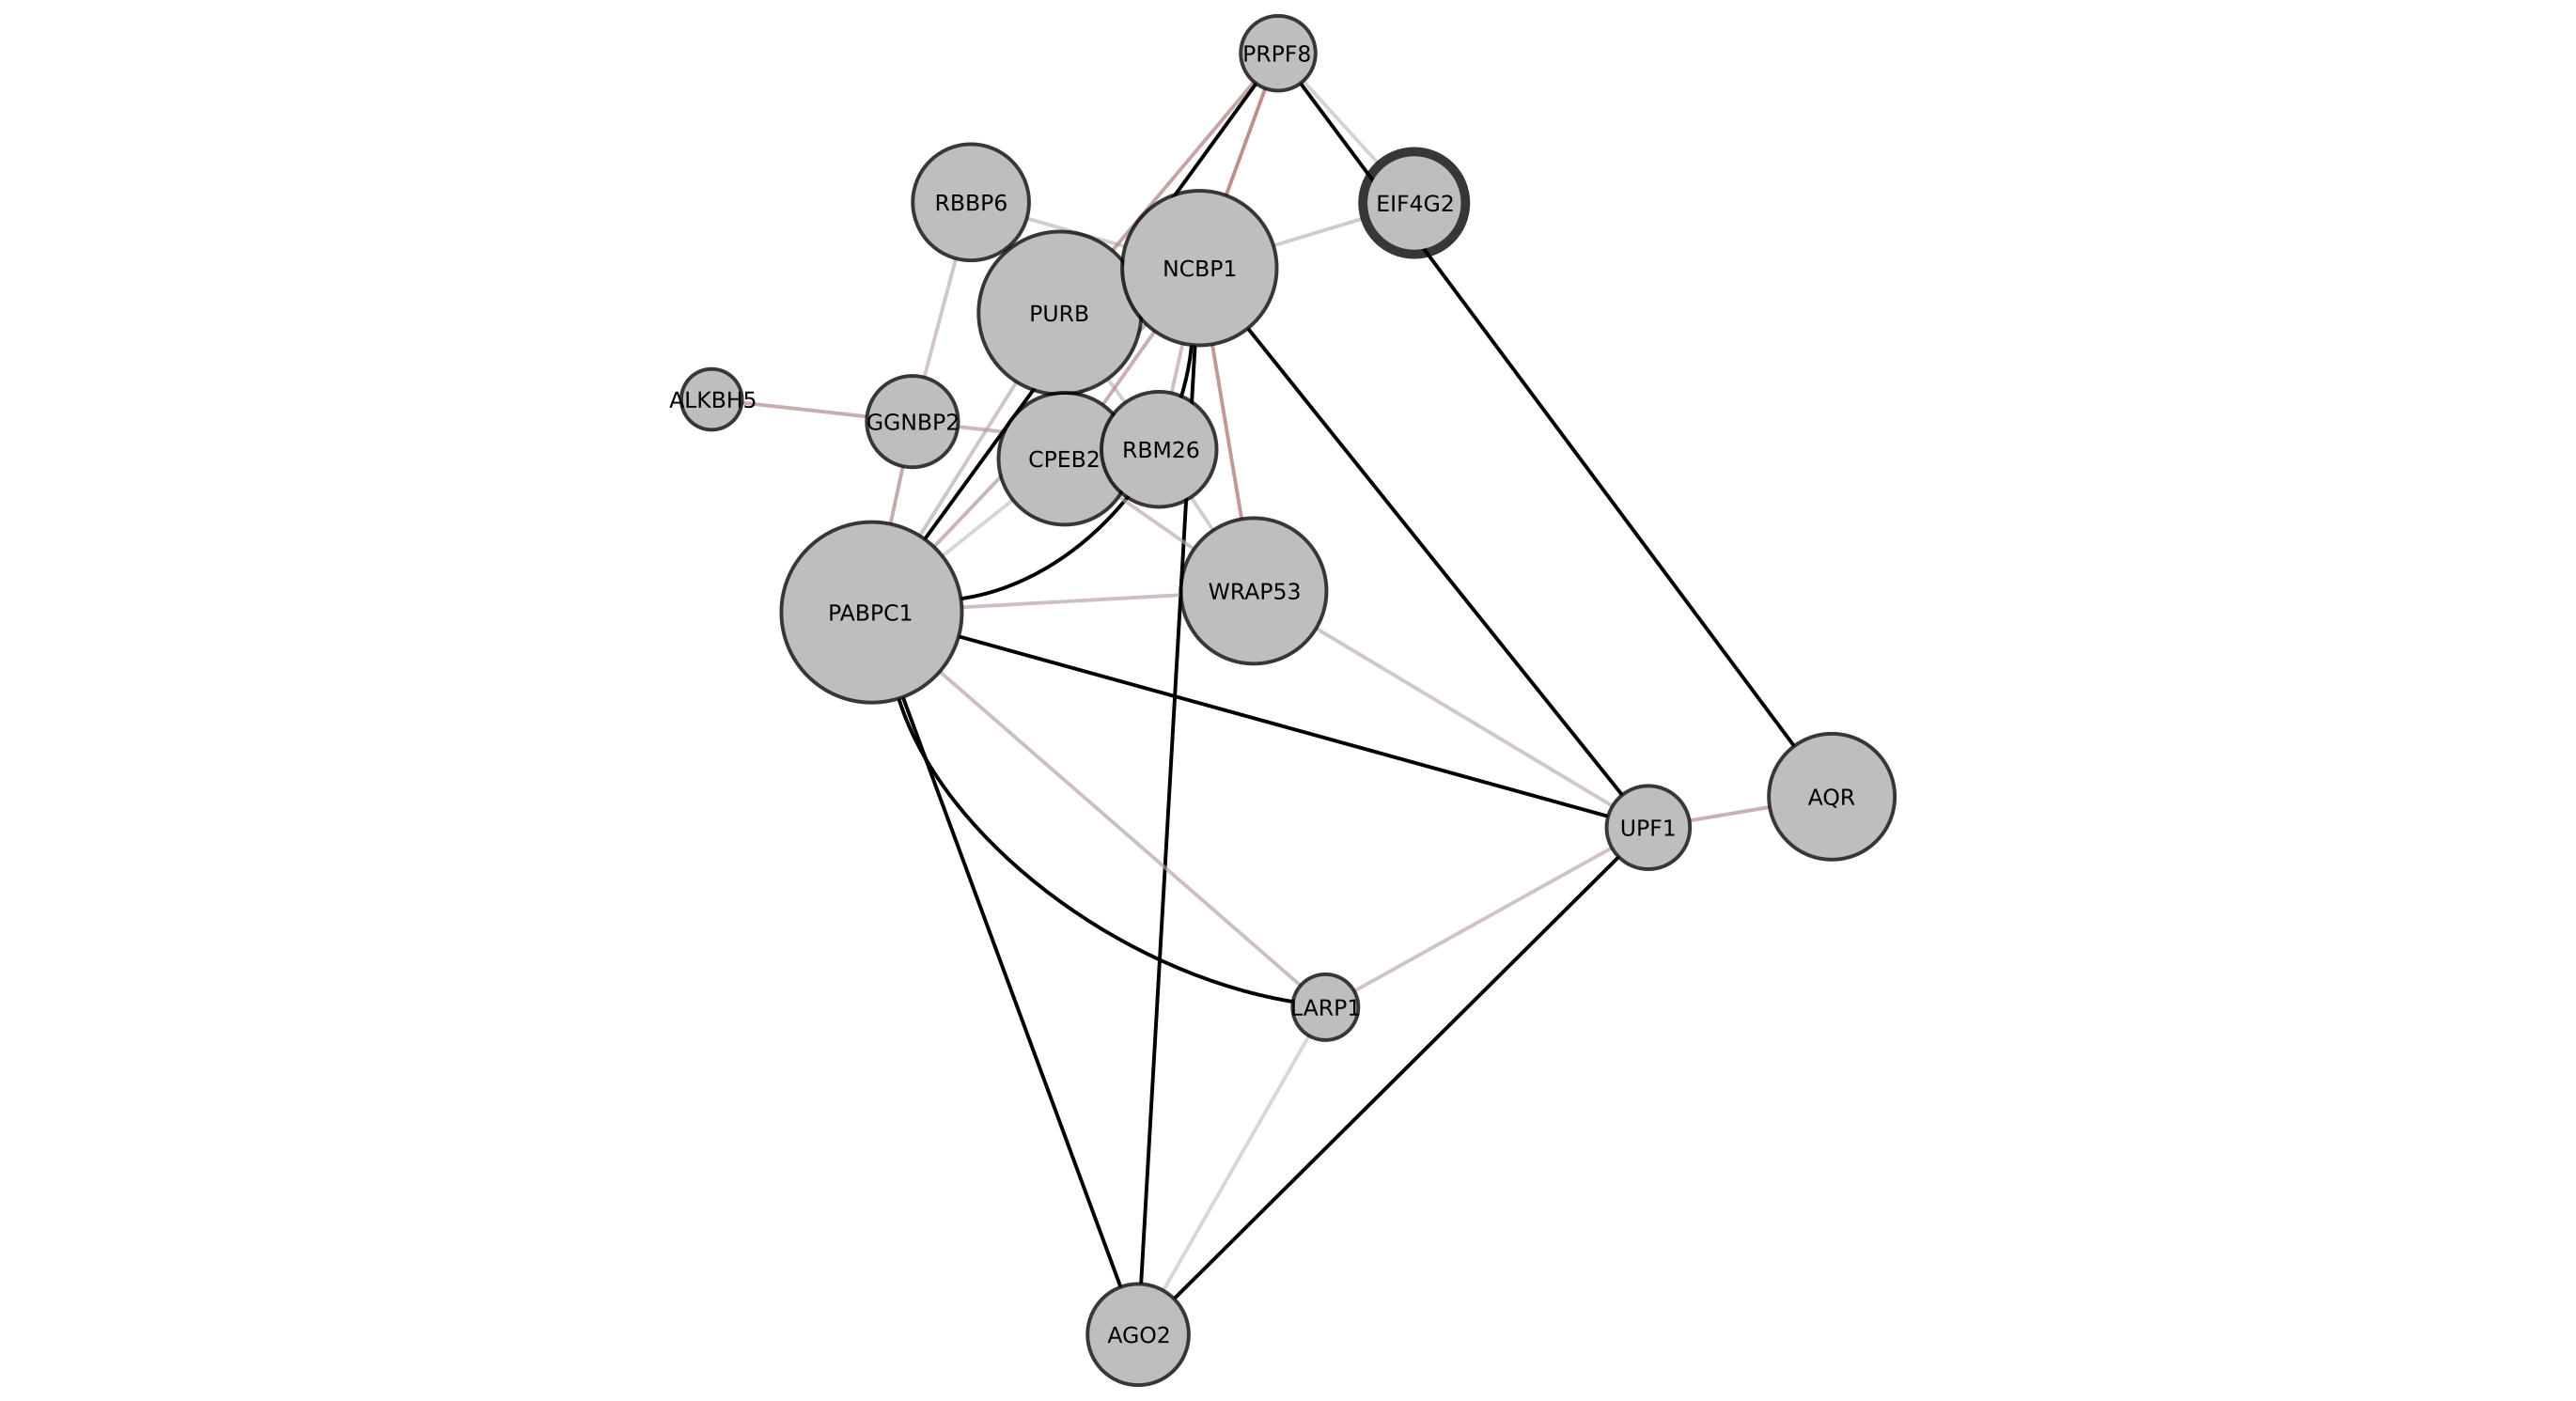 PRPF8
RBBP6
EIF4G2
NCBP1
PURB
ALKBH5
GGNBP2
CPEB2
RBM26
WRAP53
PABPC1
AQR
UPF1
LARP1
AGO2